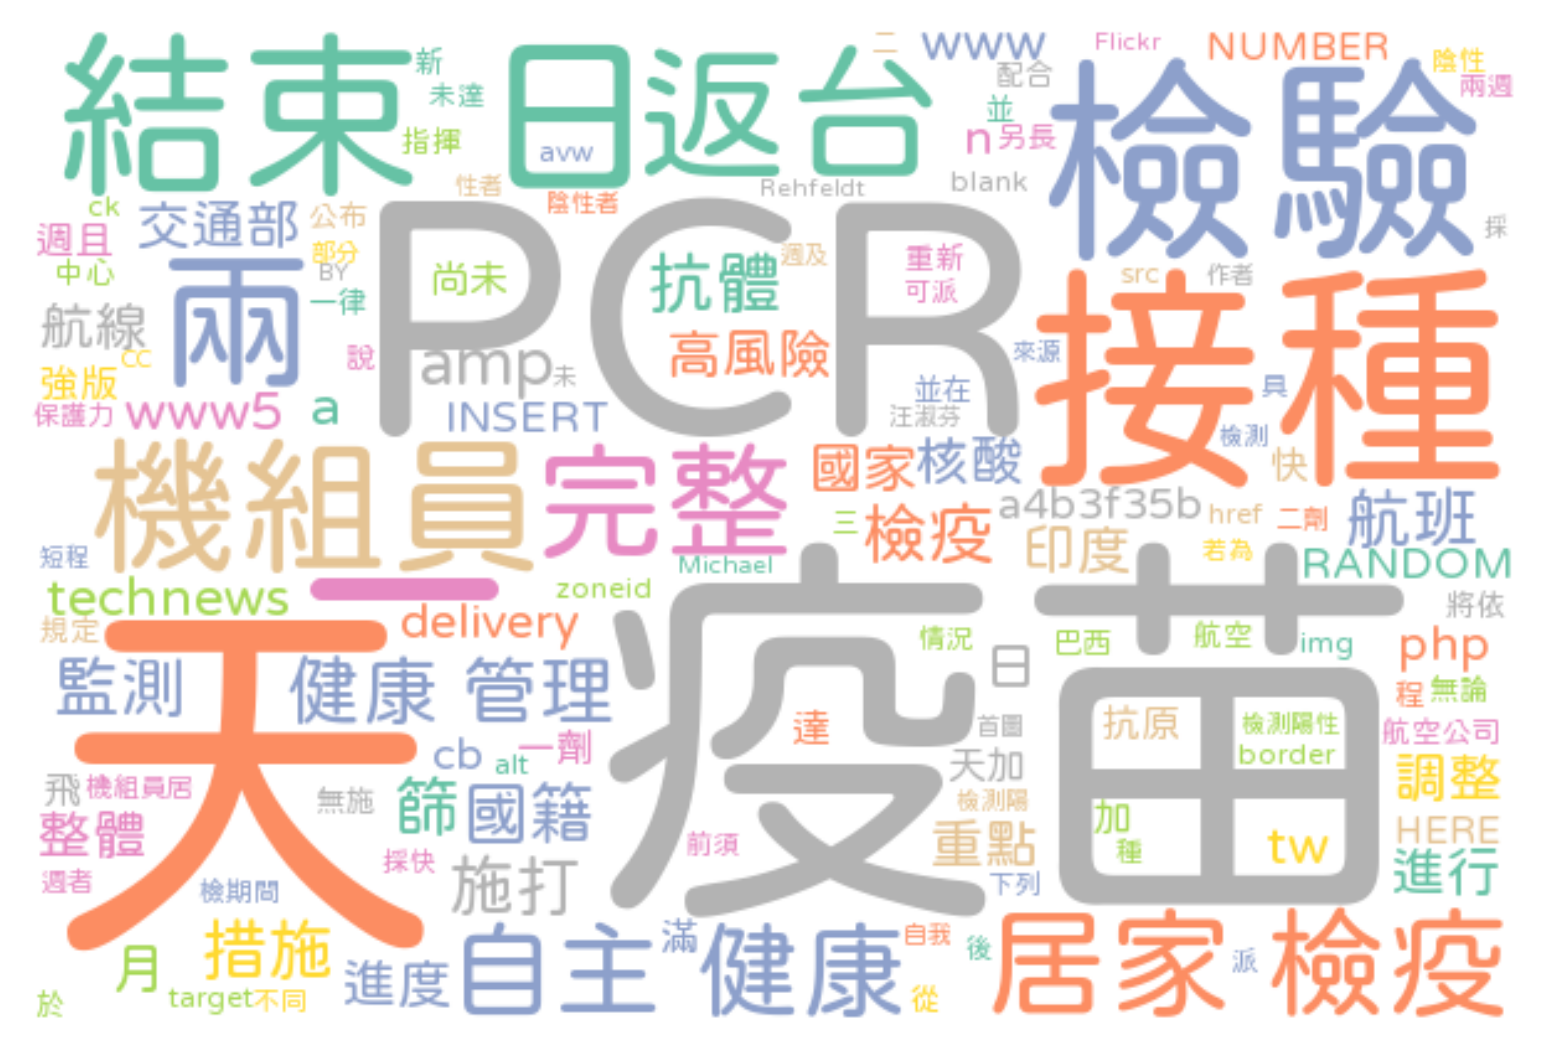 結束
新
未達
指揮
日返台
avw
二
www
Flickr
NUMBER
陰性
兩週
配合
並
n
另長
檢驗
blank
Rehfeldt
性者
陰性者
ck
交通部
公布
週且
部分
中心
BY
一律
航線
兩
CC
強版
說
保護力
www5
a
PCR
尚未
抗體
週及
重新
可派
高風險
amp
未
INSERT
src
作者
採
來源
並在
汪淑芬
接種
具
檢測
快
機組員
完整
國家
核酸
a4b3f35b
href
二劑
航班
三
檢疫
印度
若為
RANDOM
短程
Michael
technews
一
zoneid
delivery
規定
將依
天
疫苗
情況
日
巴西
航空
img
php
程
無論
監測
健康 管理
達
首圖
抗原
檢測陽性
border
航空公司
cb
alt
一劑
天加
調整
飛
機組員居
無施
篩
國籍
檢測陽
加
種
tw
HERE
整體
採快
前須
重點
進行
週者
檢期間
施打
下列
月
措施
進度
自主 健康
滿
自我
後
居家 檢疫
派
於
target
不同
從